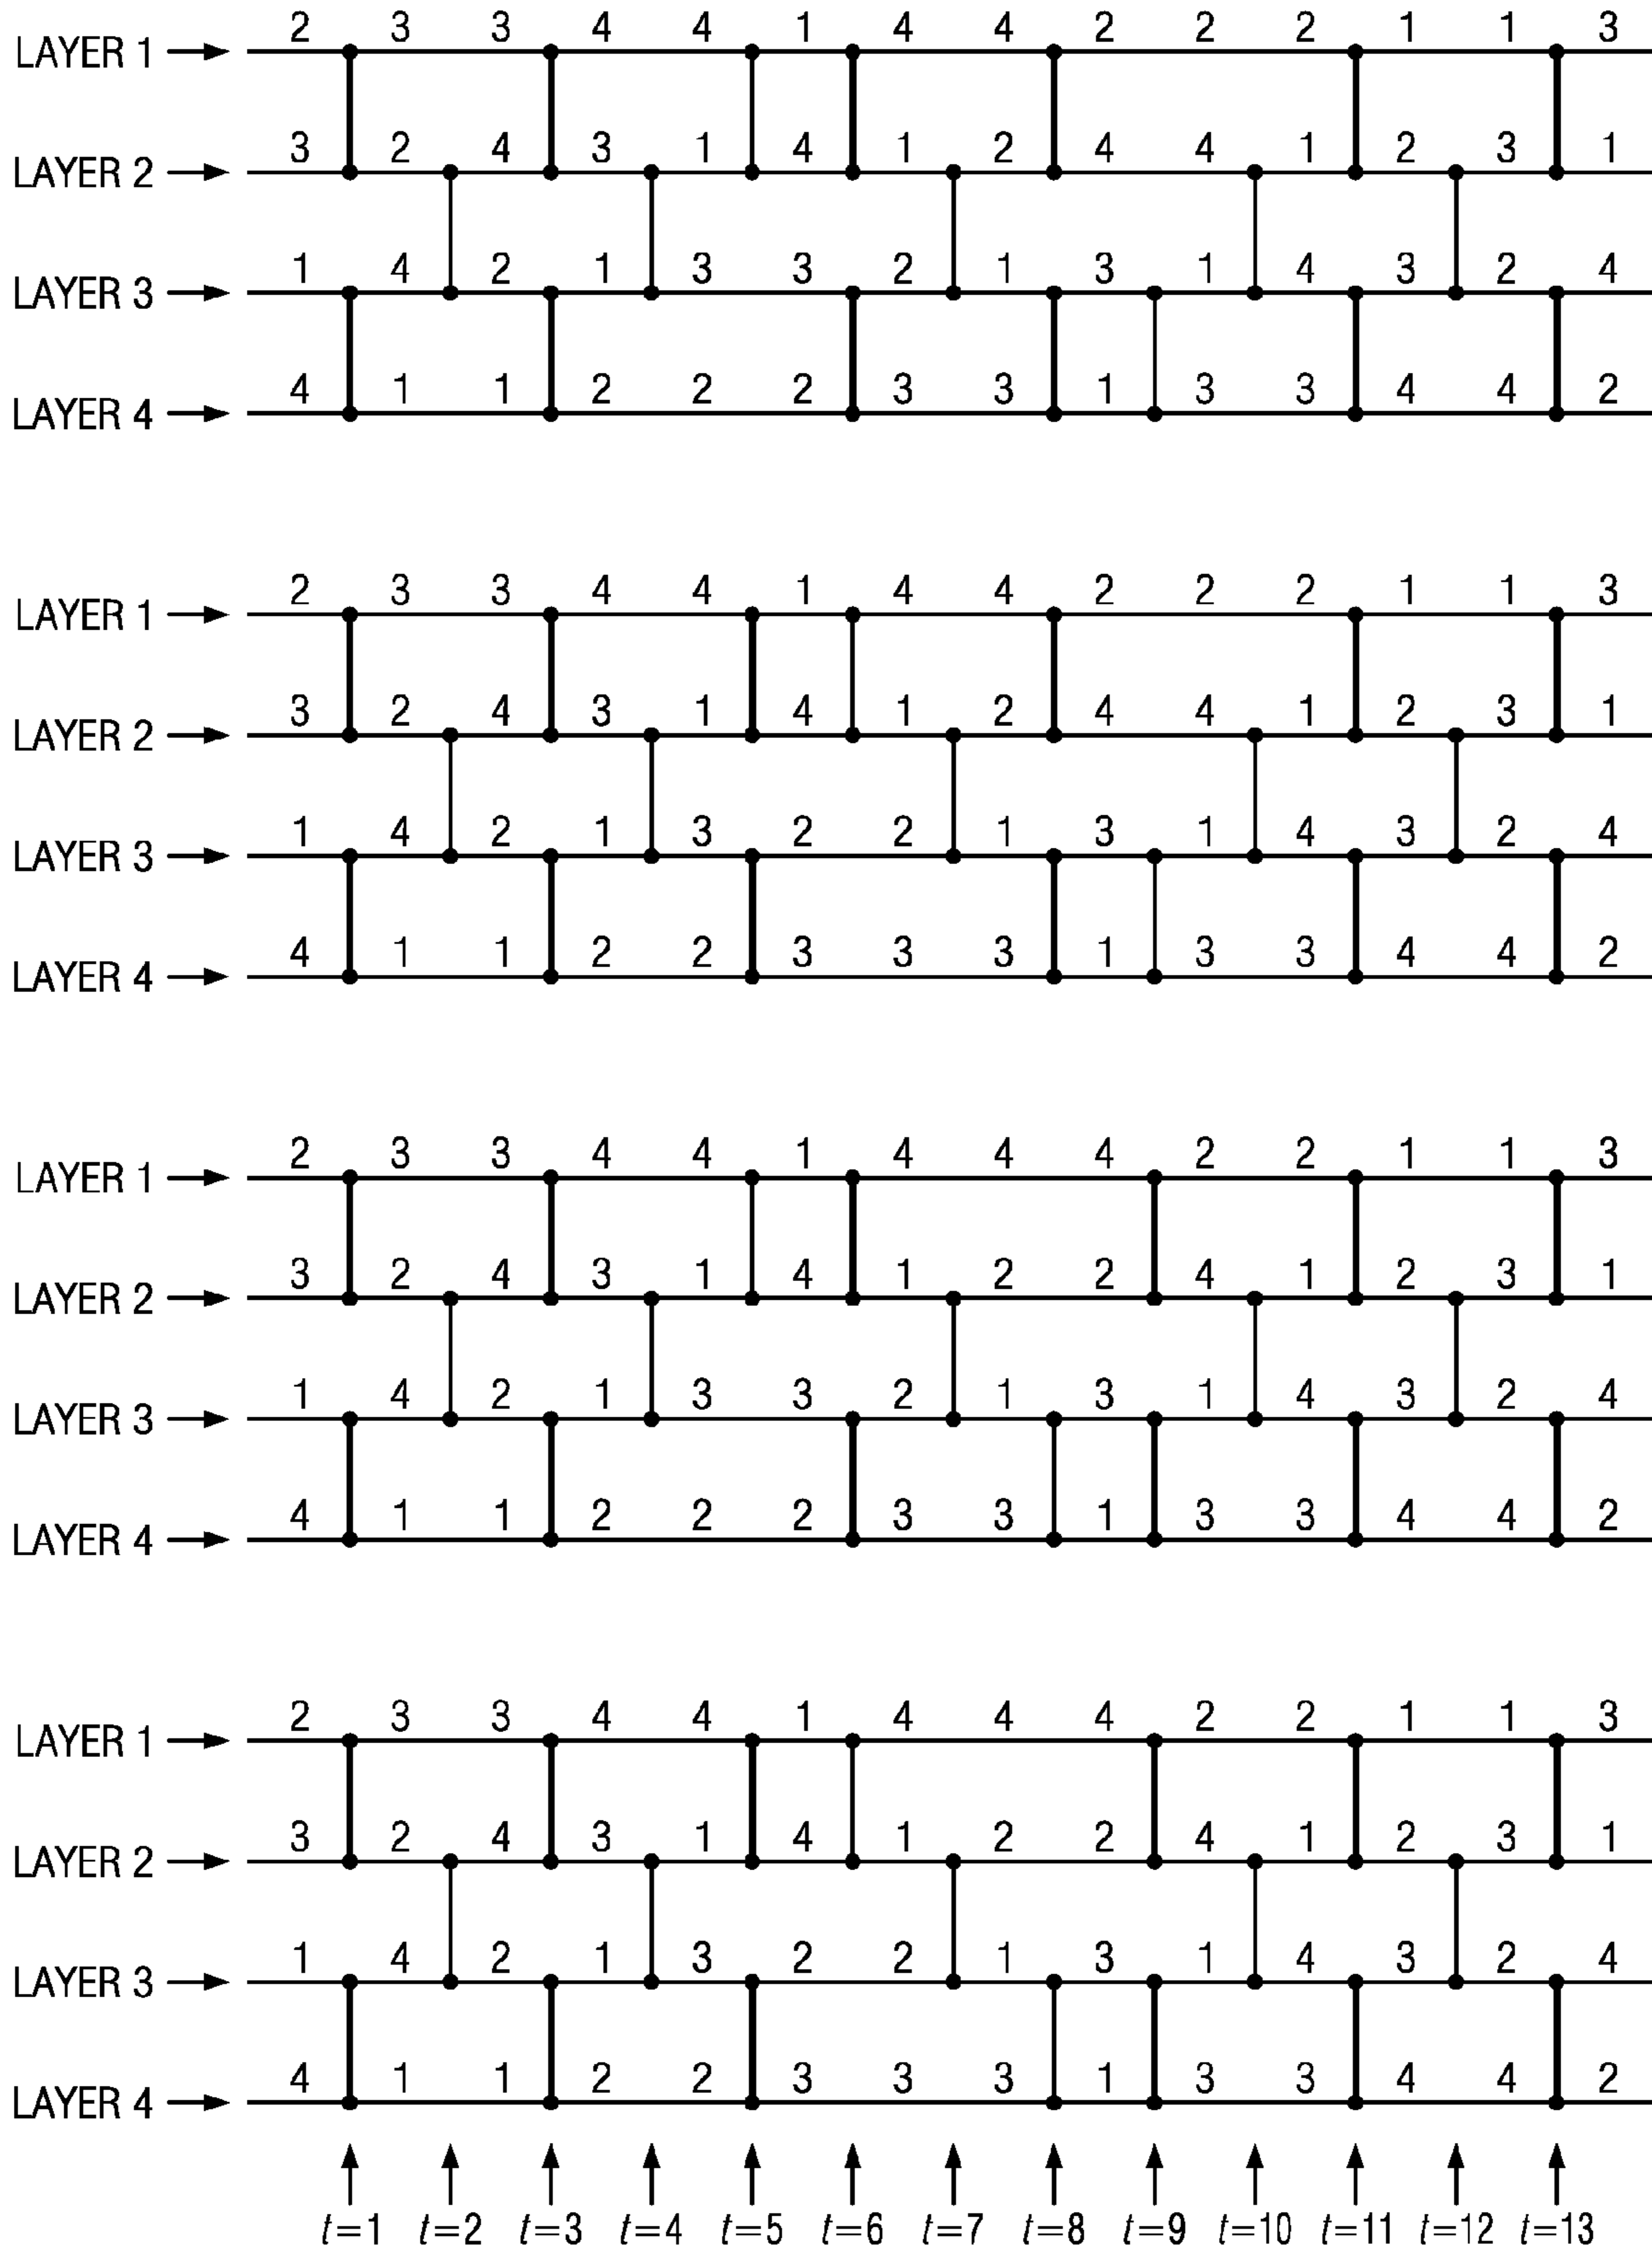 2 3 3 4 4 1 4 4 2 2 2 1 1 3
LAYER 1
3 2 4 3 1 4 1 2 4 4 1 2 3 1
LAYER 2
1 4 2 1 3 3 2 1 3 1 4 3 2 4
LAYER 3
4 1 1 2 2 2 3 3 1 3 3 4 4 2
LAYER 4
2 3 3 4 4 1 4 4 2 2 2 1 1 3
LAYER 1
3 2 4 3 1 4 1 2 4 4 1 2 3 1
LAYER 2
1 4 2 1 3 2 2 1 3 1 4 3 2 4
LAYER 3
4 1 1 2 2 3 3 3 1 3 3 4 4 2
LAYER 4
2 3 3 4 4 1 4 4 4 2 2 1 1 3
LAYER 1
3 2 4 3 1 4 1 2 2 4 1 2 3 1
LAYER 2
1 4 2 1 3 3 2 1 3 1 4 3 2 4
LAYER 3
4 1 1 2 2 2 3 3 1 3 3 4 4 2
LAYER 4
2 3 3 4 4 1 4 4 4 2 2 1 1 3
LAYER 1
3 2 4 3 1 4 1 2 2 4 1 2 3 1
LAYER 2
1 4 2 1 3 2 2 1 3 1 4 3 2 4
LAYER 3
4 1 1 2 2 3 3 3 1 3 3 4 4 2
LAYER 4
t=1 t=2 t=3 t=4 t=5 t=6 t=7 t=8 t=9 t=10 t=11 t=12 t=13